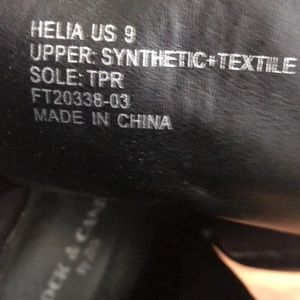 HELIA US 9
UPPER: SYNTHETIC+TEXTILE
SOLE: TPR
FT20338-03
MADE IN CHINA
&